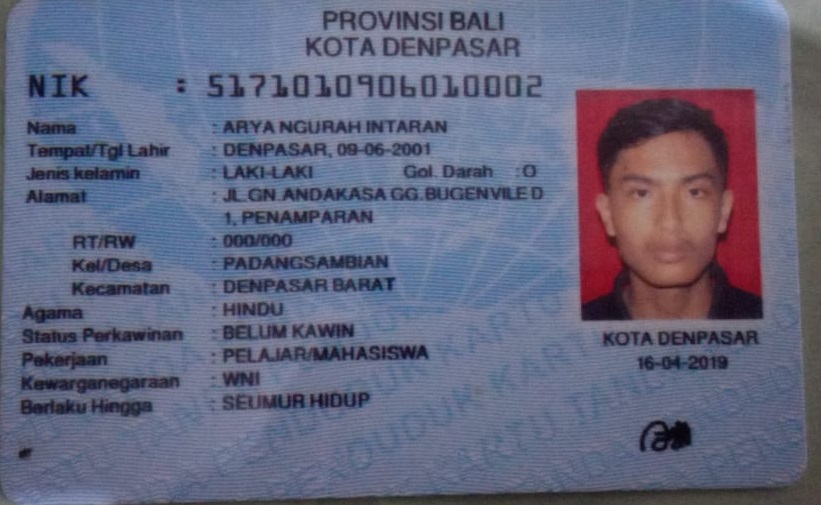 PROVINSI BALI
KOTA DENPASAR
NIK : 5171010906010002
Nama : ARYA NGURAH INTARAN
Tempat/Tgl Lahir : DENPASAR, 09-06-2001
Jenis kelamin : LAKI-LAKI Gol. Darah : O
Alamat : JL.GN.ANDAKASA GG.BUGENVILE D
1, PENAMPARAN
RT/RW : 000/000
Kel/Desa : PADANGSAMBIAN
Kecamatan : DENPASAR BARAT
Agama : HINDU
Status Perkawinan : BELUM KAWIN
Pekerjaan : PELAJAR/MAHASISWA
Kewarganegaraan : WNI
Berlaku Hingga : SEUMUR HIDUP
KOTA DENPASAR
16-04-2019